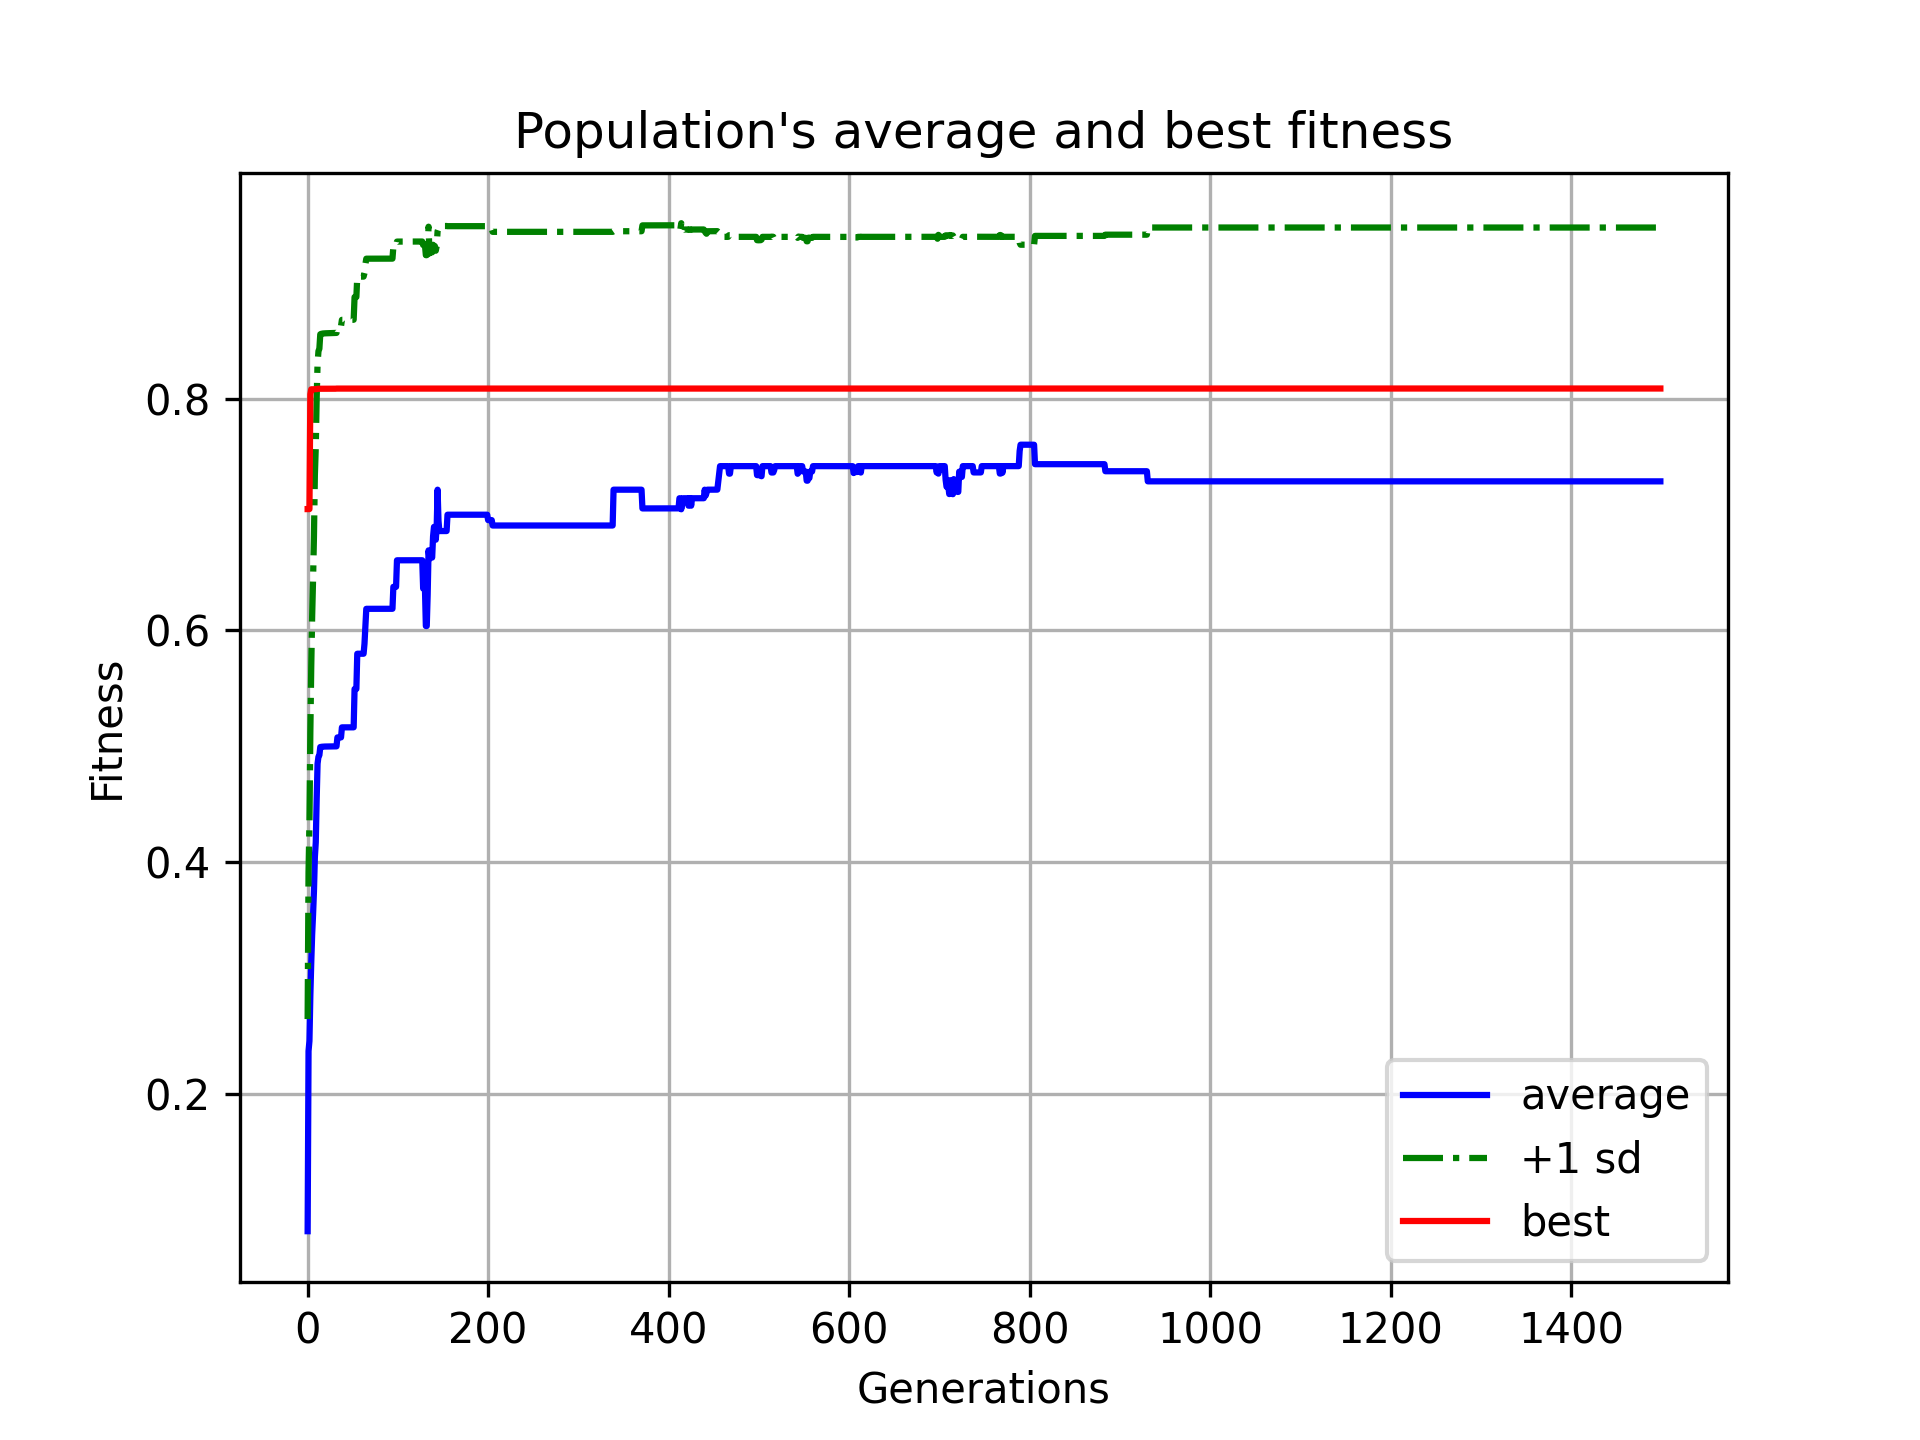 Population's average and best fitness
Fitness
0.8
0.6
0.4
0.2
0 200 400 600 800 1000 1200 1400
Generations
average
+1 sd
best